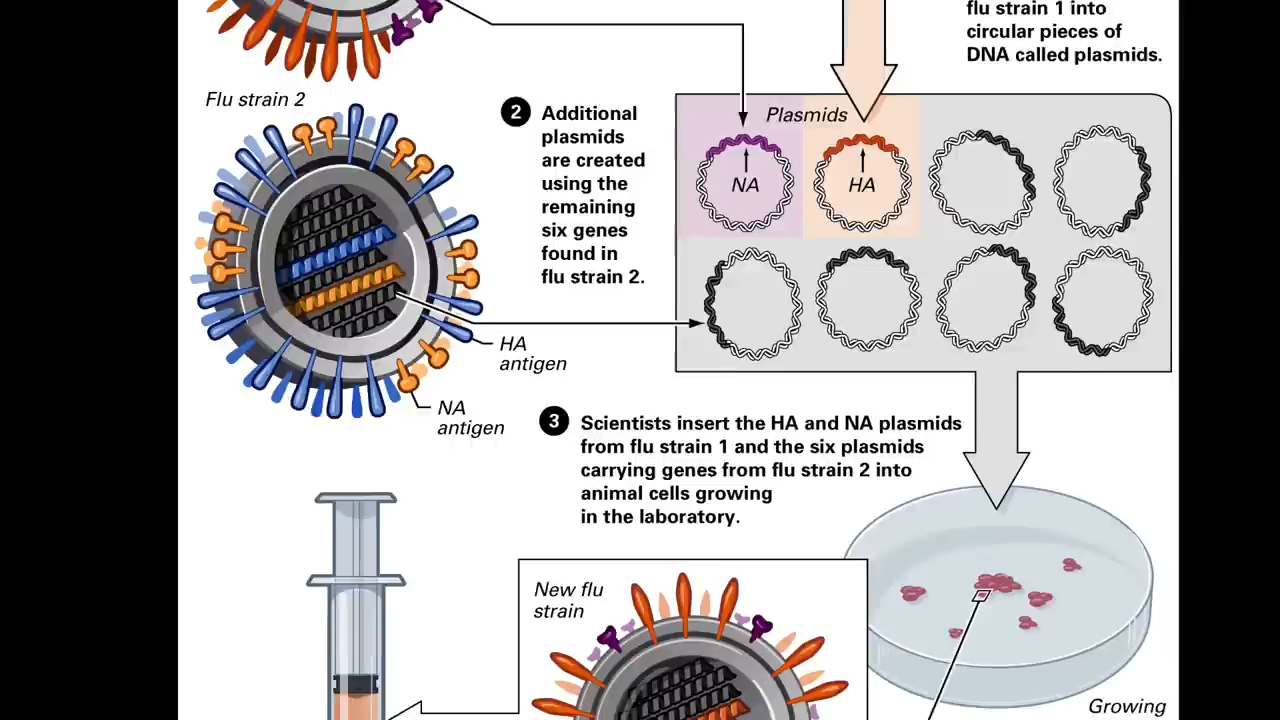 flu strain 1 into
circular pieces of
DNA called plasmids.
Flu strain 2
2
Additional
plasmids
are created
using the
remaining
six genes
found in
flu strain 2.
Plasmids
NA
HA
HA
antigen
NA
antigen
3
Scientists insert the HA and NA plasmids
from flu strain 1 and the six plasmids
carrying genes from flu strain 2 into
animal cells growing
in the laboratory.
New flu
strain
Growing